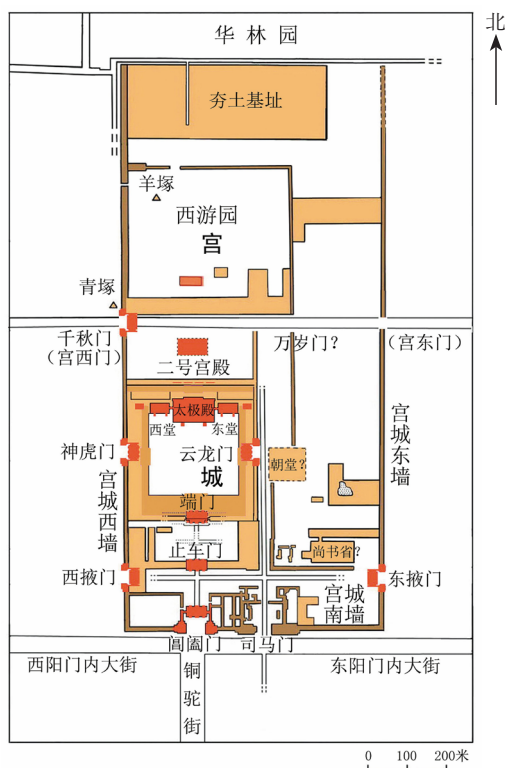 北
华林园
夯土基址
羊塚
西游园
宫
青塚
千秋门
（宫西门）
万岁门？
（宫东门）
二号宫殿
太极殿
西堂
东堂
神虎门
云龙门
城
朝堂？
宫城东墙
宫城西墙
端门
止车门
尚书省？
西掖门
东掖门
宫城
南墙
阊阖门
司马门
西阳门内大街
东阳门内大街
铜驼街
0 100 200米